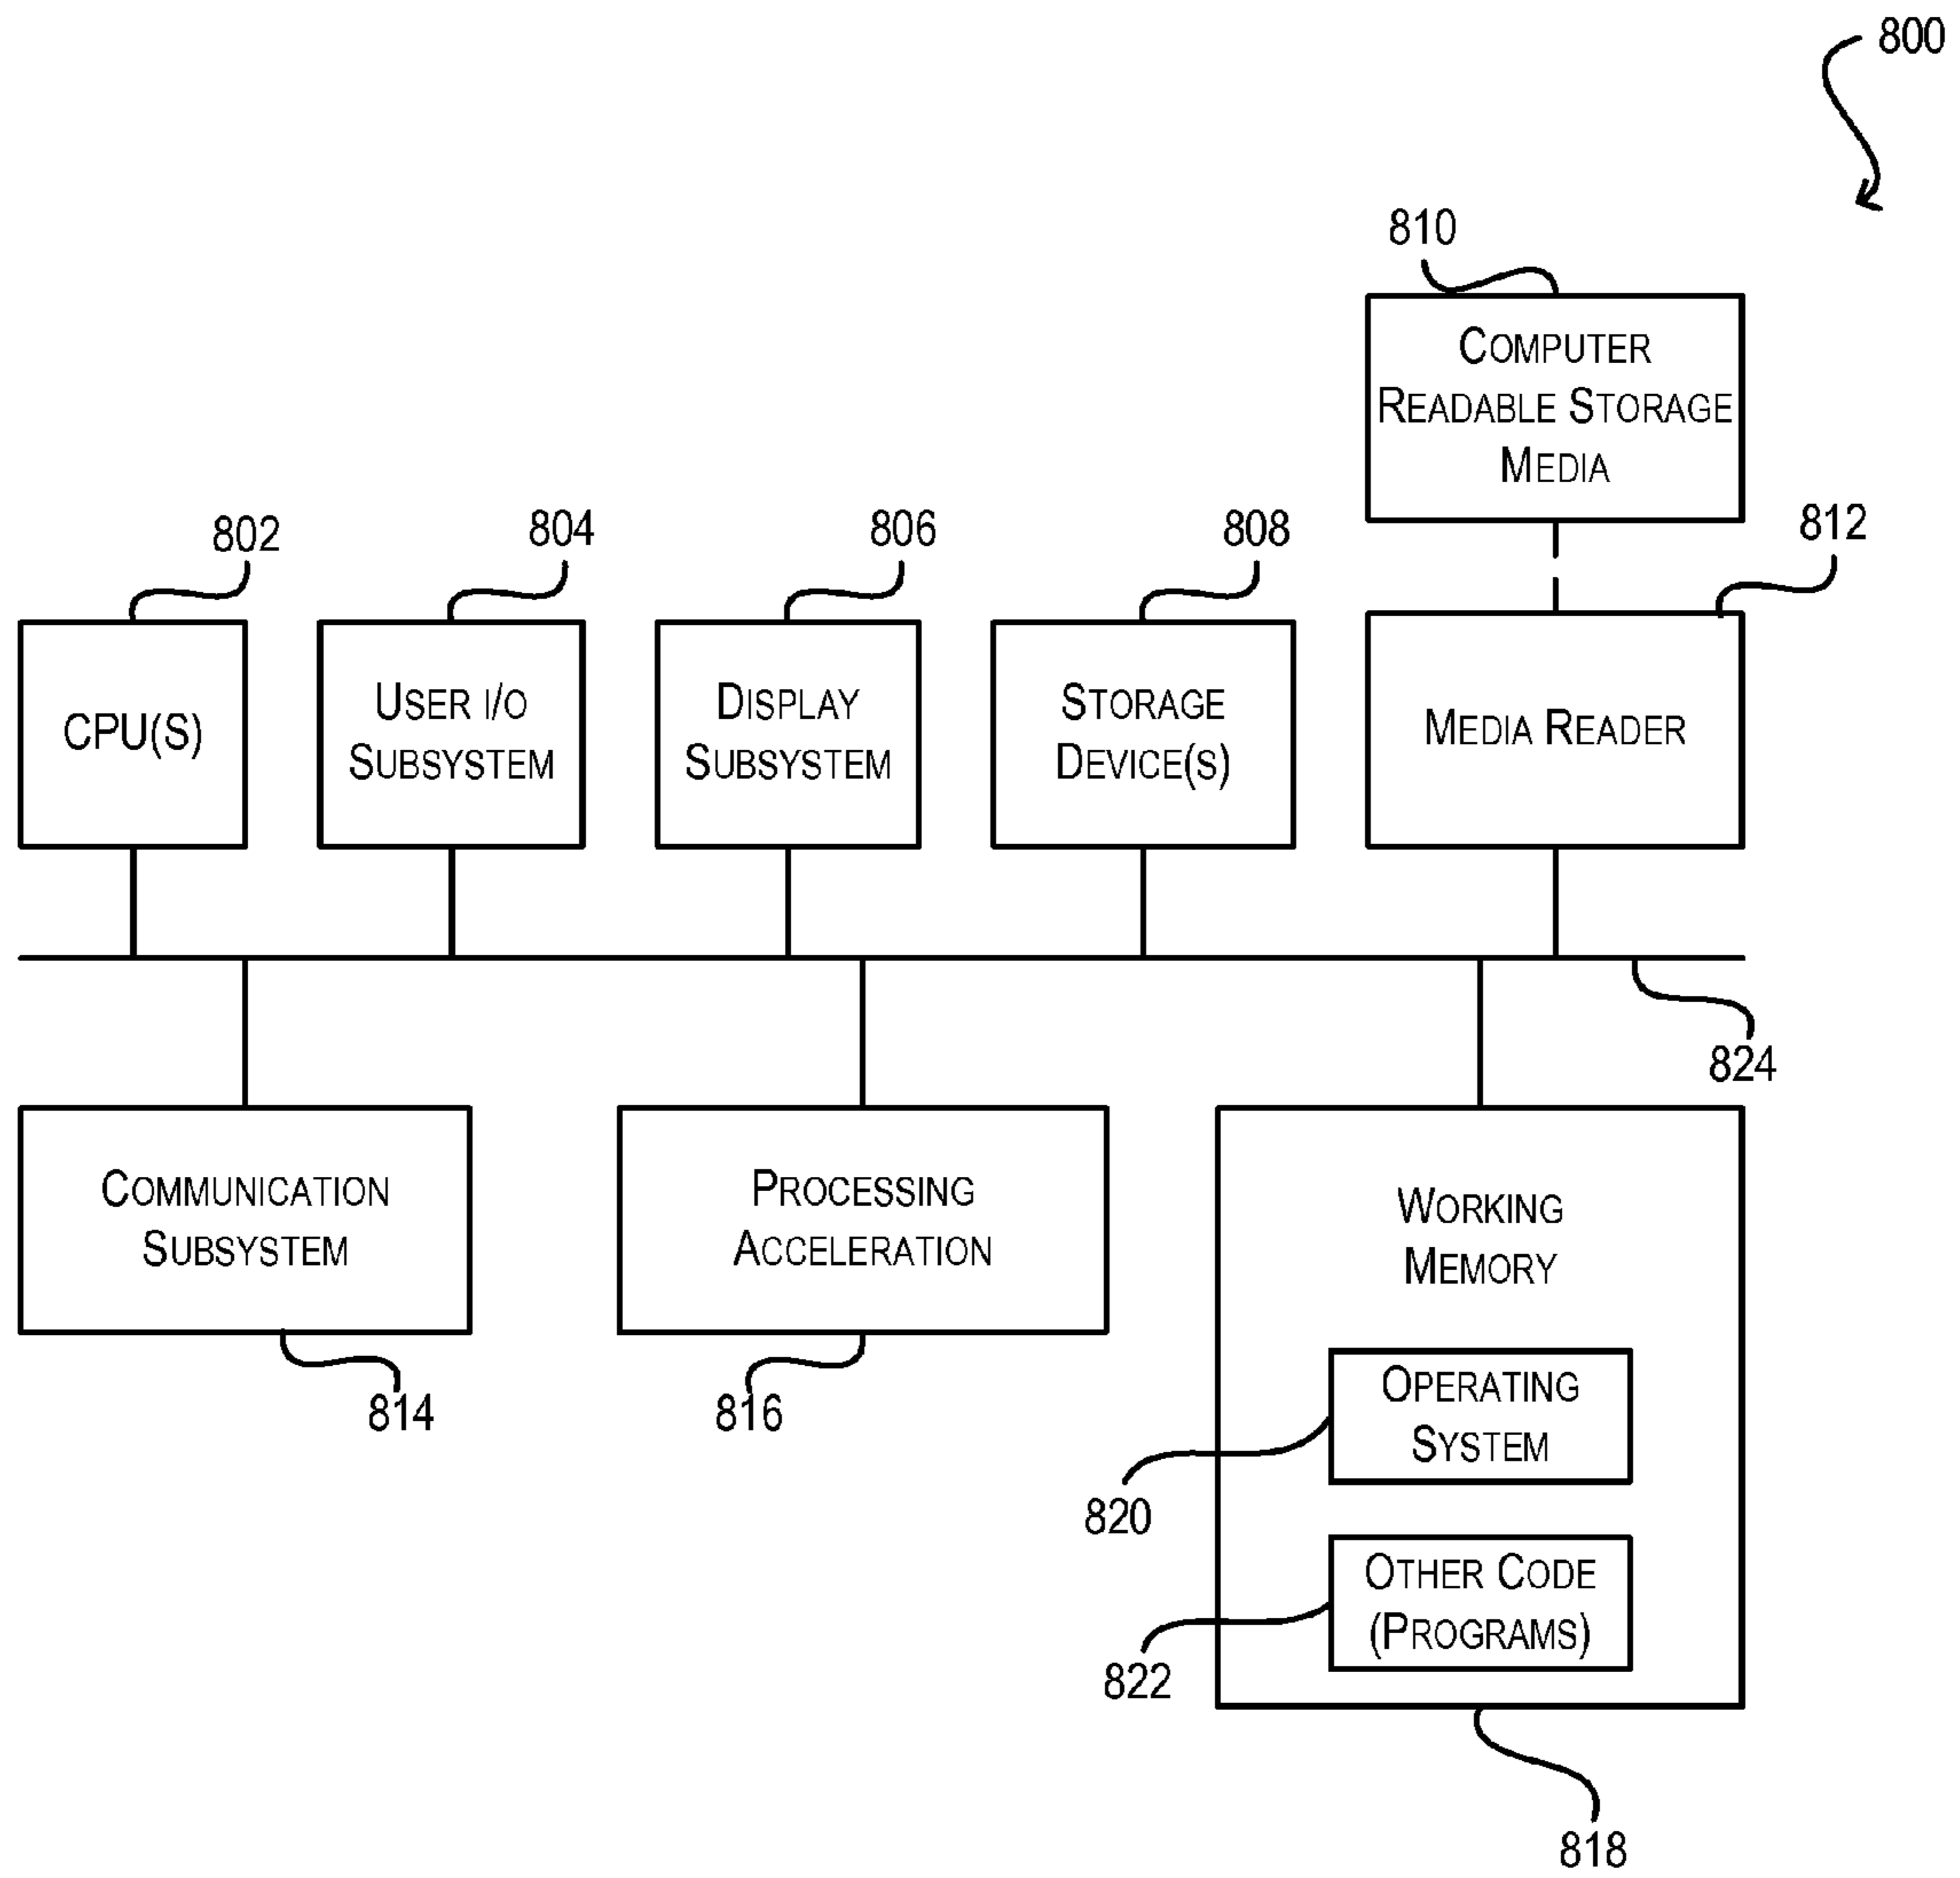 800
810
COMPUTER
READABLE STORAGE
MEDIA
802
804
806
808
812
CPU(S)
USER I/O
SUBSYSTEM
DISPLAY
SUBSYSTEM
STORAGE
DEVICE(S)
MEDIA READER
824
COMMUNICATION
SUBSYSTEM
PROCESSING
ACCELERATION
WORKING
MEMORY
814
816
OPERATING
SYSTEM
820
OTHER CODE
(PROGRAMS)
822
818